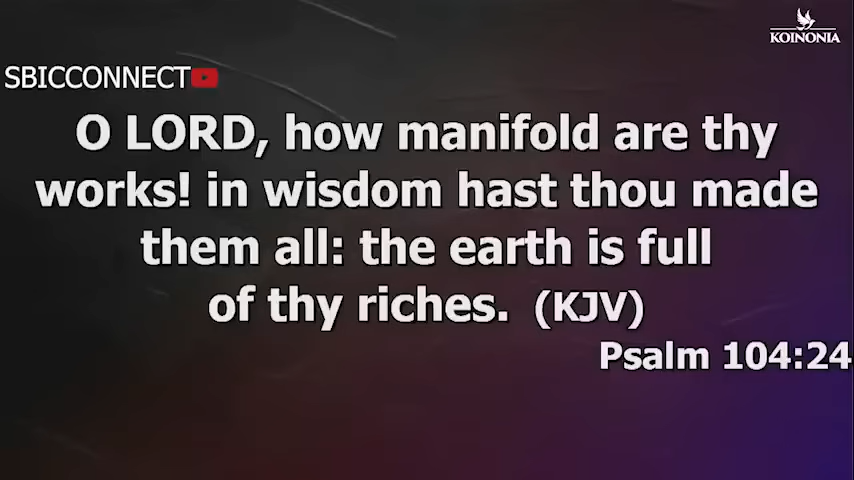 KOINONIA
SBICCONNECT
O LORD, how manifold are thy
works! in wisdom hast thou made
them all: the earth is full
of thy riches. (KJV)
Psalm 104:24